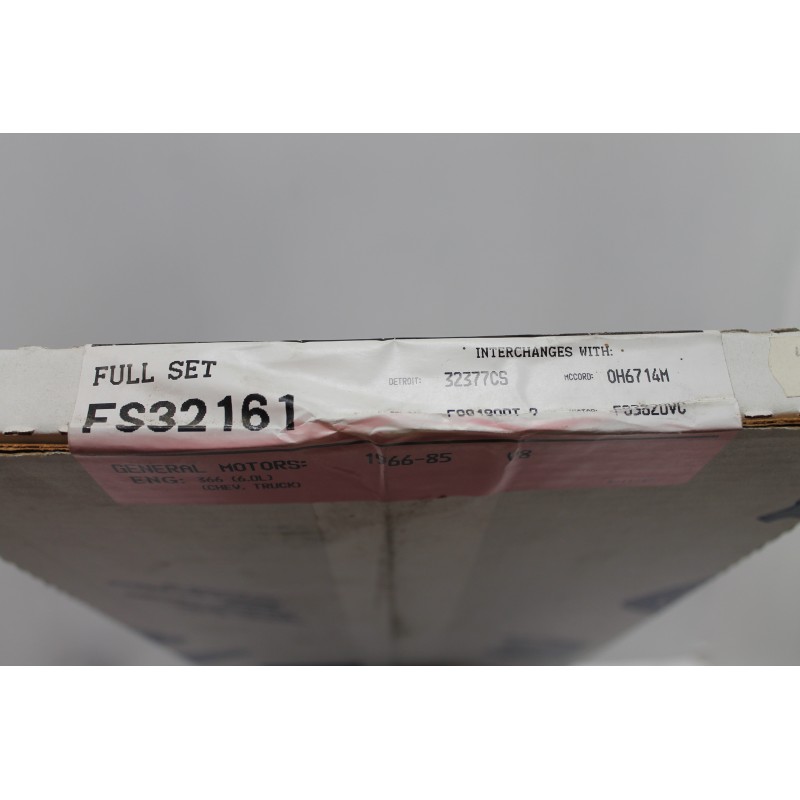 FULL SET
FS32161
INTERCHANGES WITH:
DETROIT: 32377CS MCCORD: OH6714M
GENERAL MOTORS: 1966-85 V8
ENG: 366 (6.0L)
(CHEV. TRUCK)